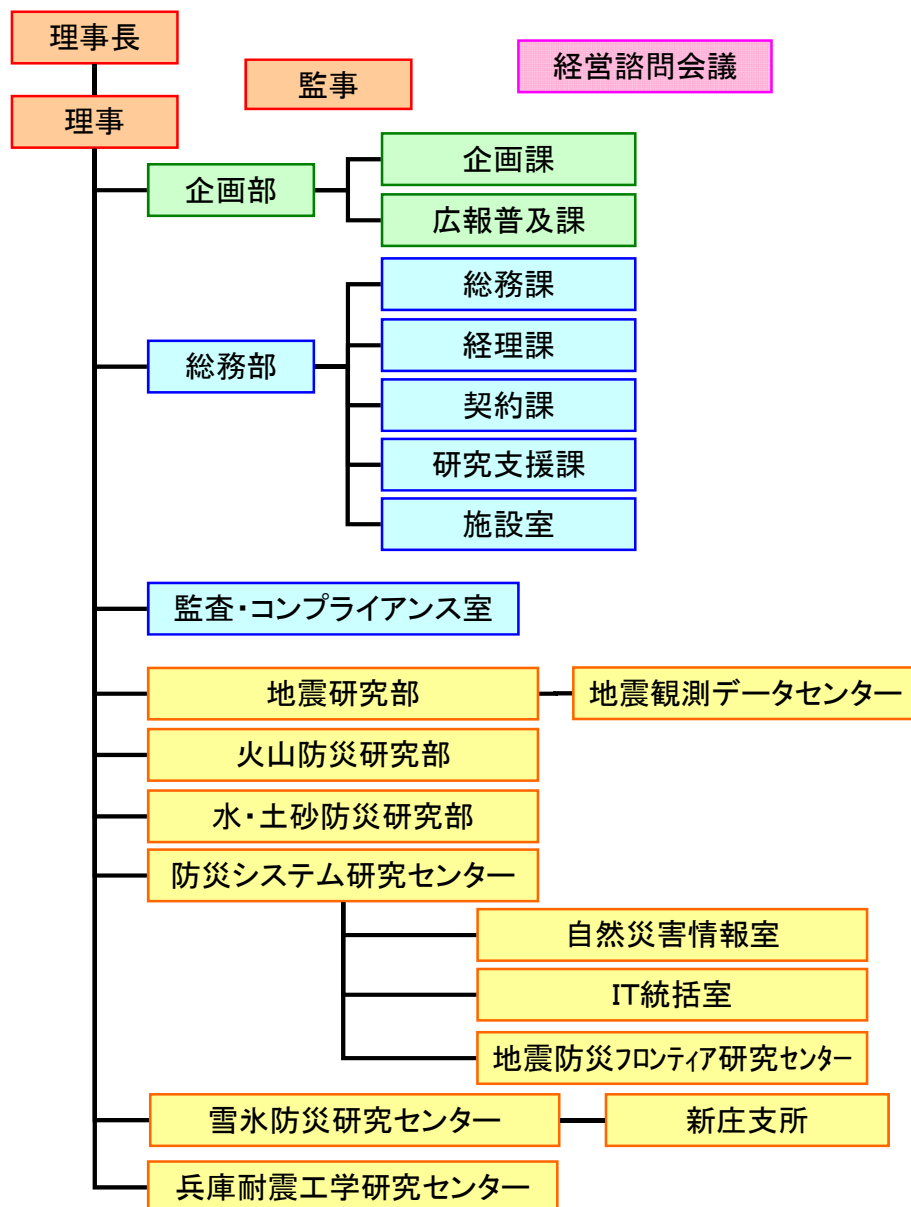 理事長
監事
経営諮問会議
理事
企画部
企画課
広報普及課
総務部
総務課
経理課
契約課
研究支援課
施設室
監査・コンプライアンス室
地震研究部
地震観測データセンター
火山防災研究部
水・土砂防災研究部
防災システム研究センター
自然災害情報室
IT統括室
地震防災フロンティア研究センター
雪氷防災研究センター
新庄支所
兵庫耐震工学研究センター